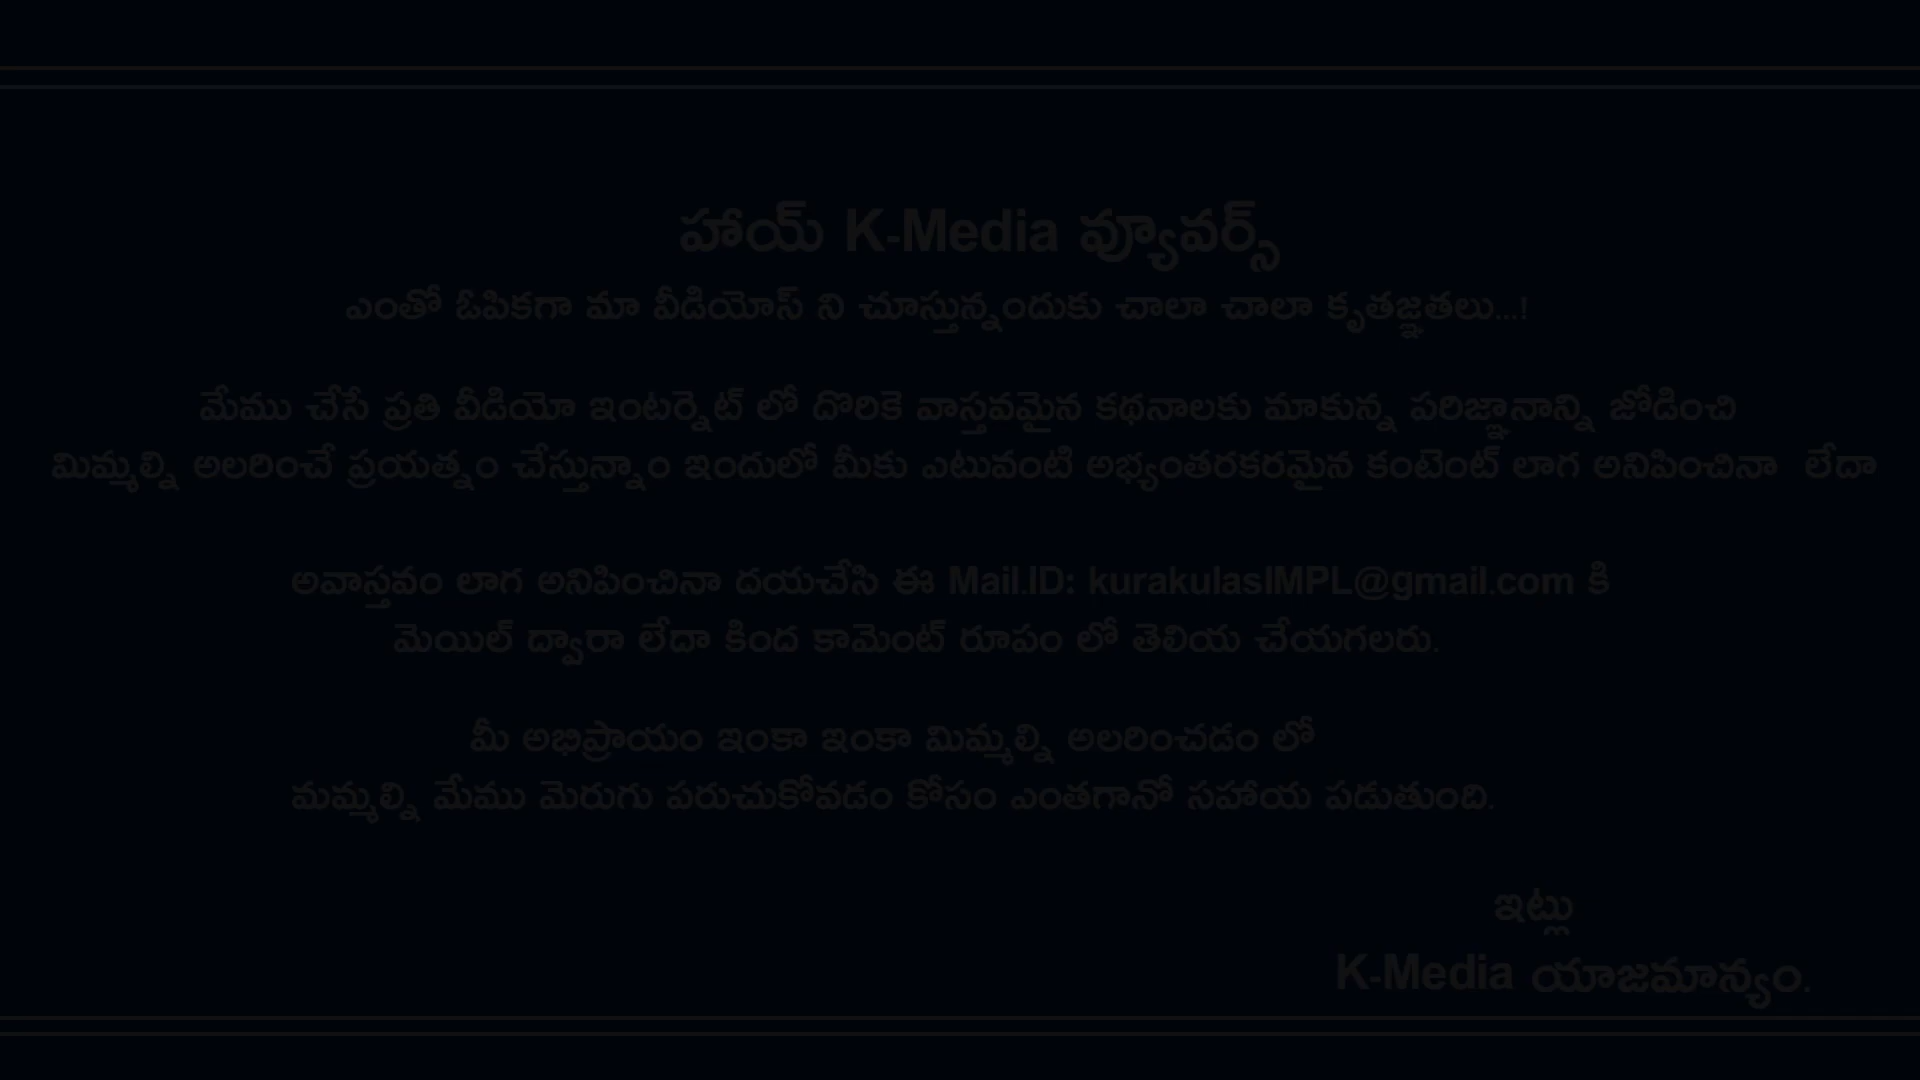 హాయ్ K-Media వ్యూవర్స్
ఎంతో ఓపికగా మా వీడియోస్ ని చూస్తున్నందుకు చాలా చాలా కృతజ్ఞతలు...!
మేము చేసే ప్రతి వీడియో ఇంటర్నెట్ లో దొరికె వాస్తవమైన కథనాలకు మాకున్న పరిజ్ఞానాన్ని జోడించి
మిమ్మల్ని అలరించే ప్రయత్నం చేస్తున్నాం ఇందులో మీకు ఎటువంటి అభ్యంతరకరమైన కంటెంట్ లాగ అనిపించినా లేదా
అవాస్తవం లాగ అనిపించినా దయచేసి ఈ Mail.ID: kurakulasIMPL@gmail.com కి
మెయిల్ ద్వారా లేదా కింద కామెంట్ రూపం లో తెలియ చేయగలరు.
మీ అభిప్రాయం ఇంకా ఇంకా మిమ్మల్ని అలరించడం లో
మమ్మల్ని మేము మెరుగు పరుచుకోవడం కోసం ఎంతగానో సహాయ పడుతుంది.
ఇట్లు
K-Media యాజమాన్యం.